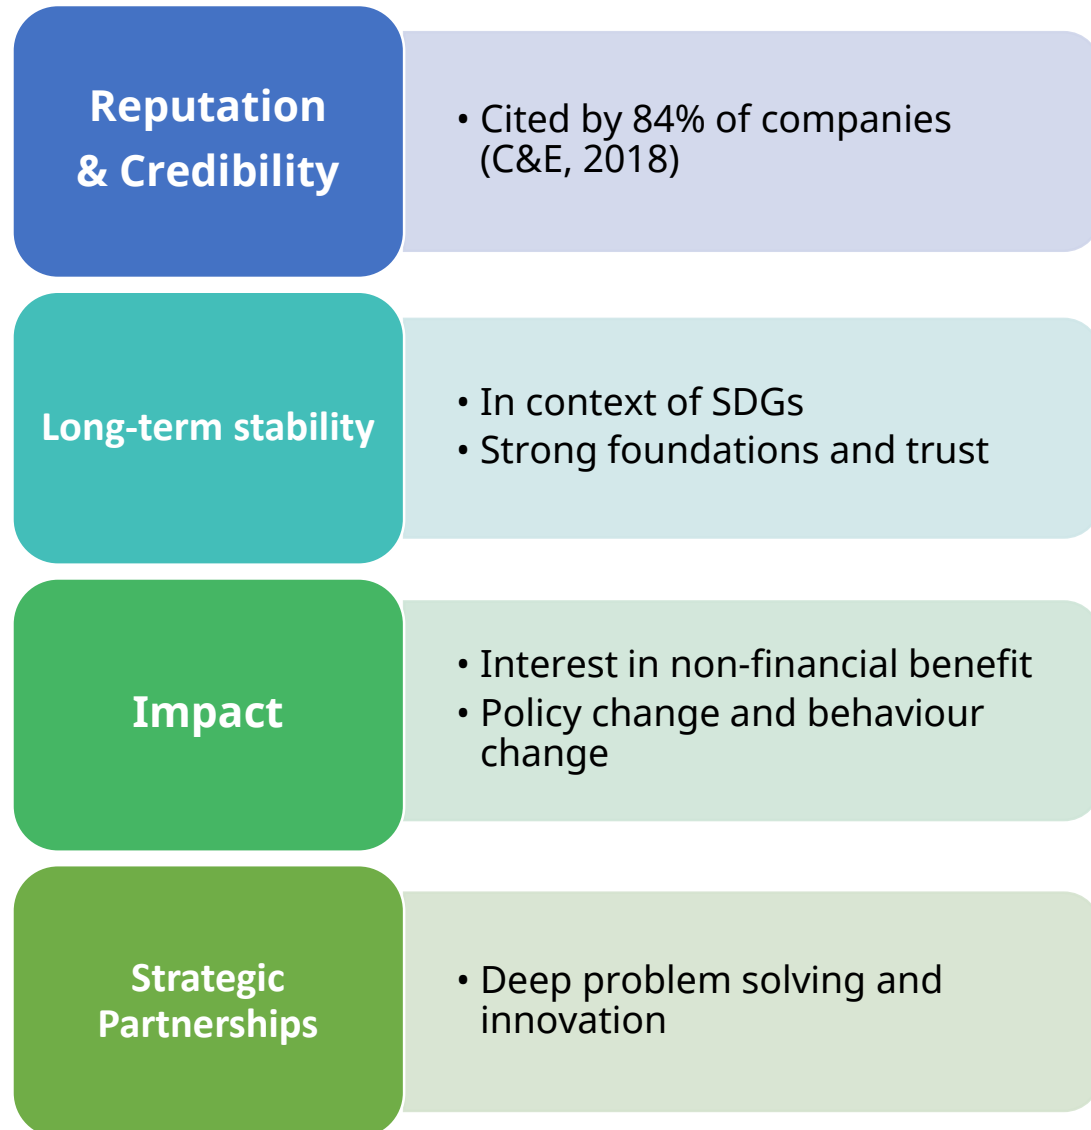 Reputation
& Credibility
• Cited by 84% of companies
(C&E, 2018)
Long-term stability
• In context of SDGs
• Strong foundations and trust
Impact
• Interest in non-financial benefit
• Policy change and behaviour
change
Strategic
Partnerships
• Deep problem solving and
innovation